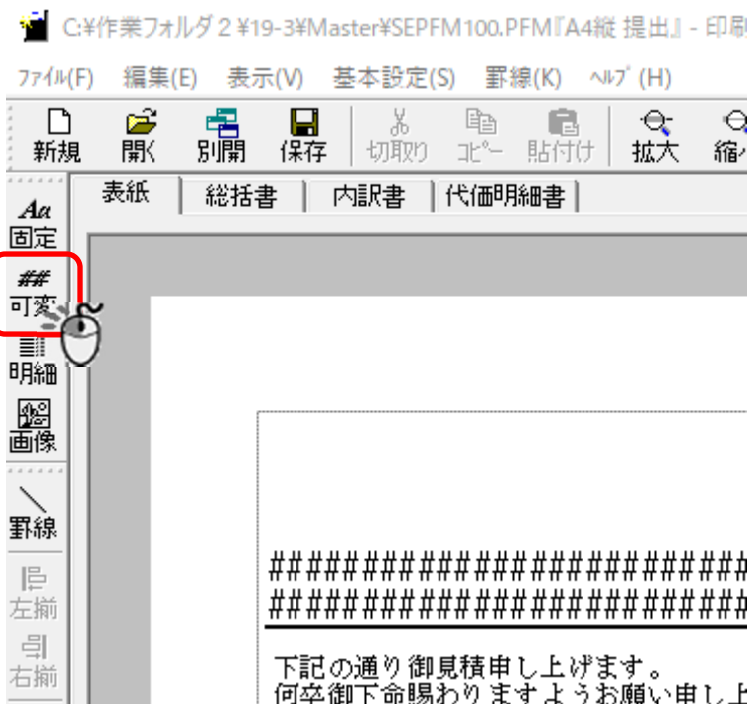 C:¥作業フォルダ２¥19-3¥Master¥SEPFM100.PFM『A4縦 提出』 - 印刷
ﾌｧｲﾙ(F) 編集(E) 表示(V) 基本設定(S) 罫線(K) ﾍﾙﾌﾟ(H)
新規 開く 別開 保存 切取り ｺﾋﾟｰ 貼付け 拡大
表紙 総括書 内訳書 代価明細書
Aa
固定
##
可変
明細
画像
罫線
左揃
右揃
##########################
##########################
下記の通り御見積申し上げます。
何卒御下命賜わりますようお願い申し上